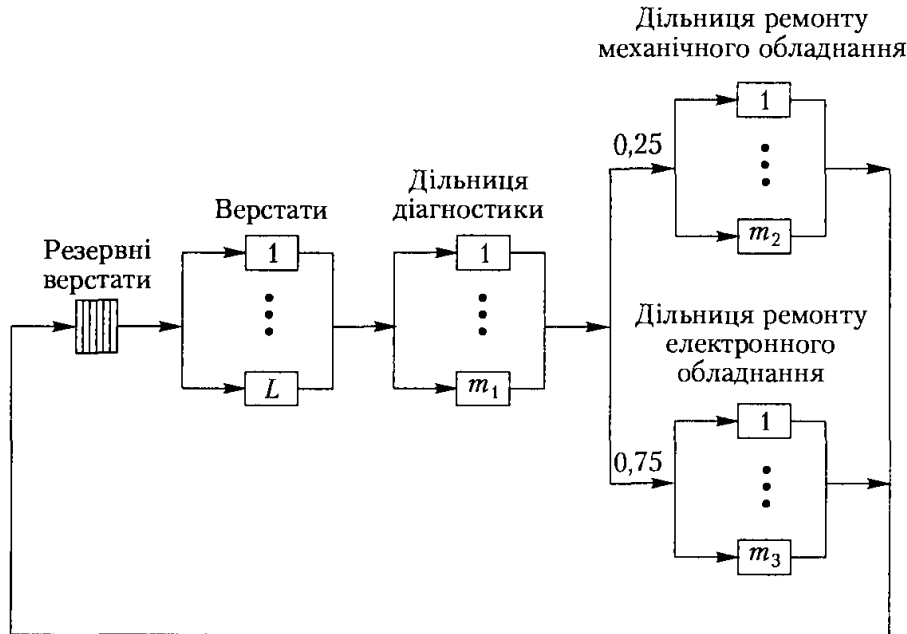 Дільниця ремонту
механічного обладнання
1
0,25
m2
Дільниця
діагностики
Верстати
1
1
Резервні
верстати
L
m1
Дільниця ремонту
електронного
обладнання
1
0,75
m3